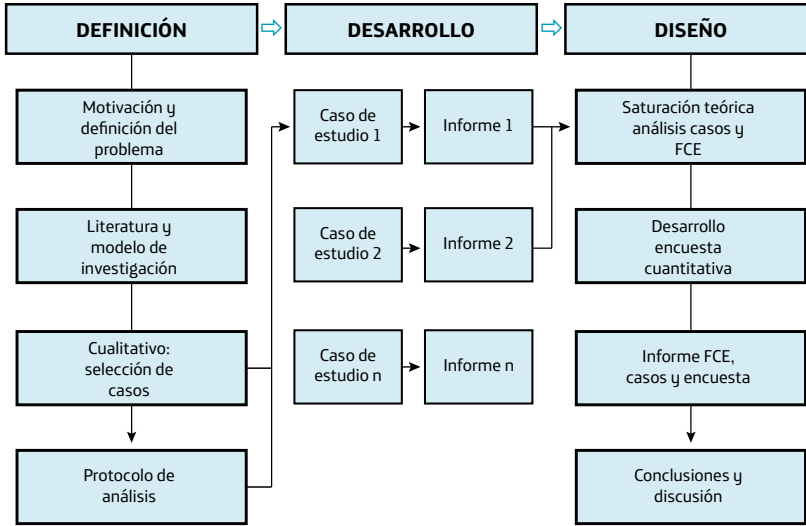 DEFINICIÓN
DESARROLLO
DISEÑO
Motivación y
definición del
problema
Literatura y
modelo de
investigación
Cualitativo:
selección de
casos
Protocolo de
análisis
Caso de
estudio 1
Informe 1
Caso de
estudio 2
Informe 2
Caso de
estudio n
Informe n
Saturación teórica
análisis casos y
FCE
Desarrollo
encuesta
cuantitativa
Informe FCE,
casos y encuesta
Conclusiones y
discusión